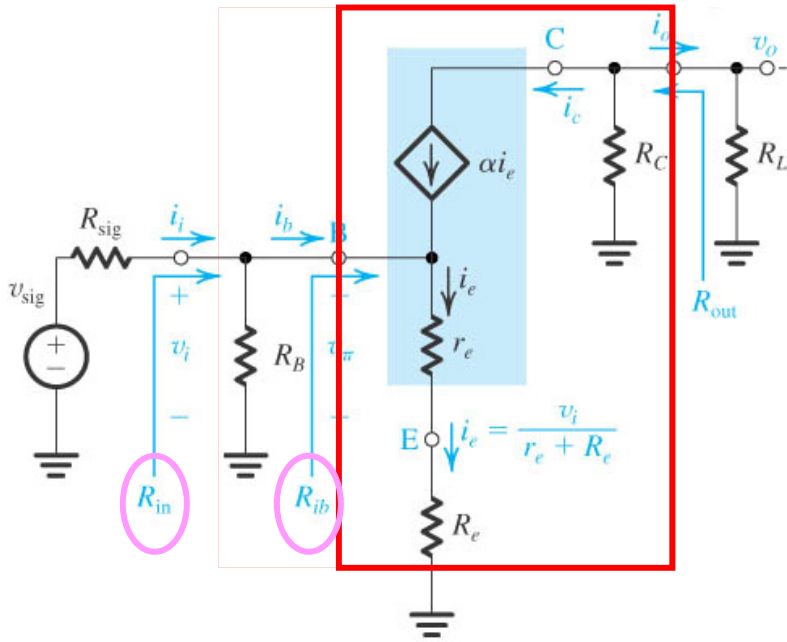 C
i_o
v_o
i_c
αi_e
R_C
R_L
R_sig
i_i
i_b
B
v_sig
+
−
+
v_i
−
R_B
−
v_π
−
i_e
r_e
R_out
E
i_e = v_i / (r_e + R_e)
R_in
R_ib
R_e